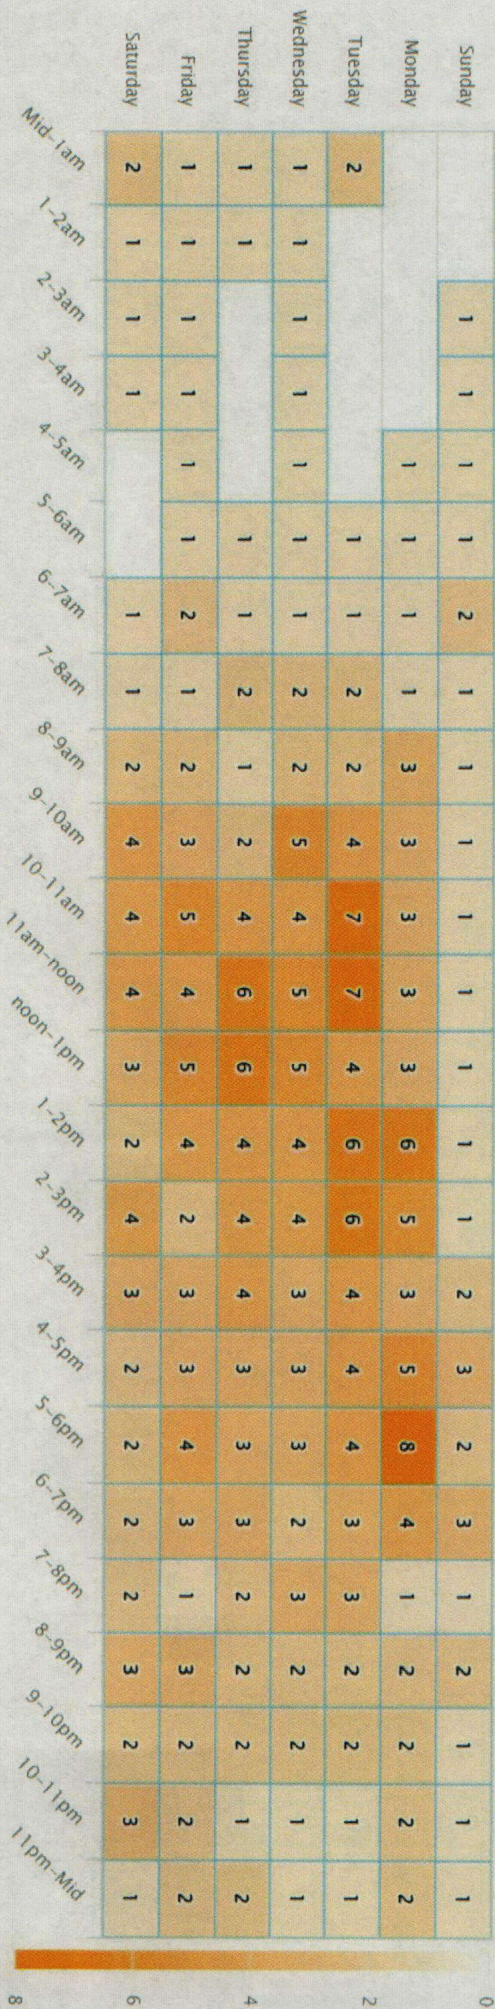 Sunday 1 1 1 1 2 1 1 1 1 1 1 1 1 2 3 2 3 1 2 1 1 1
Monday 1 1 1 1 3 3 3 3 3 6 5 3 5 8 4 1 2 2 2 2
Tuesday 2 1 1 2 2 4 7 7 4 6 6 4 4 4 3 3 2 2 1 1
Wednesday 1 1 1 1 1 1 1 2 2 5 4 5 5 4 4 3 3 3 2 3 2 2 1 1
Thursday 1 1 1 1 2 1 2 4 6 6 4 4 4 3 3 3 2 2 2 1 2
Friday 1 1 1 1 1 1 2 1 2 3 5 4 5 4 2 3 3 4 3 1 3 2 2 2
Saturday 2 1 1 1 1 1 2 4 4 4 3 2 4 3 2 2 2 2 3 2 3 1
Mid-1am 1-2am 2-3am 3-4am 4-5am 5-6am 6-7am 7-8am 8-9am 9-10am 10-11am 11am-noon noon-1pm 1-2pm 2-3pm 3-4pm 4-5pm 5-6pm 6-7pm 7-8pm 8-9pm 9-10pm 10-11pm 11pm-Mid
0
2
4
6
8